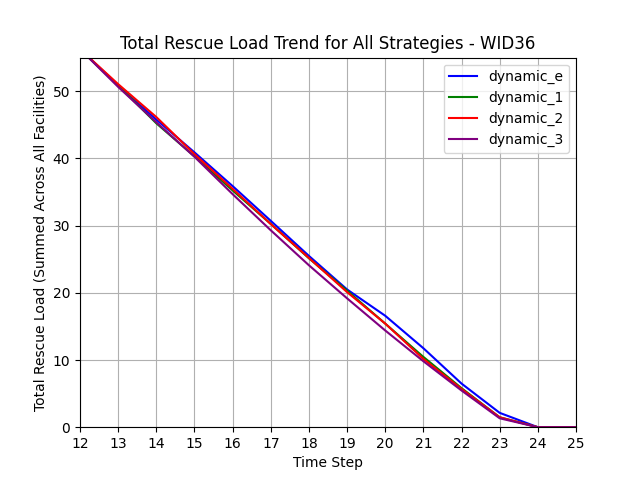 Total Rescue Load Trend for All Strategies - WID36
Total Rescue Load (Summed Across All Facilities)
50
40
30
20
10
0
dynamic_e
dynamic_1
dynamic_2
dynamic_3
12 13 14 15 16 17 18 19 20 21 22 23 24 25
Time Step